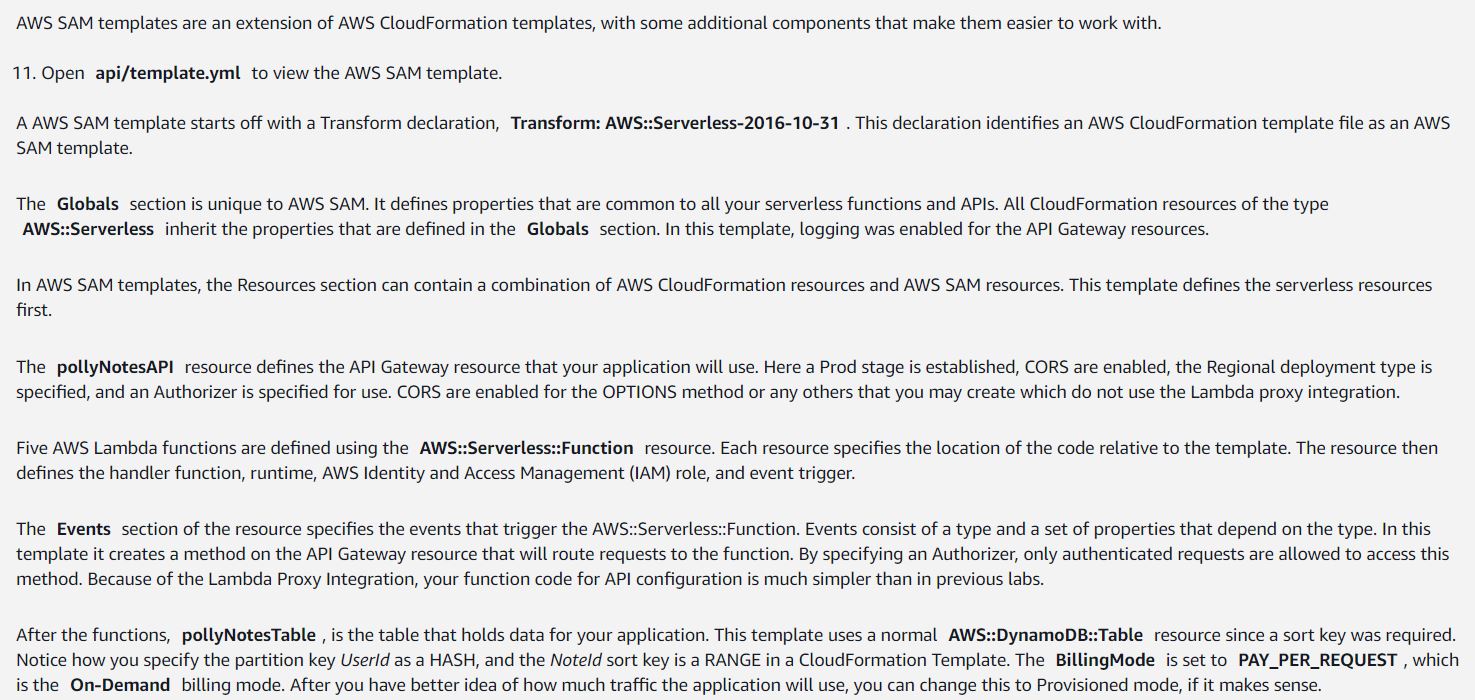 AWS SAM templates are an extension of AWS CloudFormation templates, with some additional components that make them easier to work with.
11. Open api/template.yml to view the AWS SAM template.
A AWS SAM template starts off with a Transform declaration, Transform: AWS::Serverless-2016-10-31 . This declaration identifies an AWS CloudFormation template file as an AWS
SAM template.
The Globals section is unique to AWS SAM. It defines properties that are common to all your serverless functions and APIs. All CloudFormation resources of the type
AWS::Serverless inherit the properties that are defined in the Globals section. In this template, logging was enabled for the API Gateway resources.
In AWS SAM templates, the Resources section can contain a combination of AWS CloudFormation resources and AWS SAM resources. This template defines the serverless resources
first.
The pollyNotesAPI resource defines the API Gateway resource that your application will use. Here a Prod stage is established, CORS are enabled, the Regional deployment type is
specified, and an Authorizer is specified for use. CORS are enabled for the OPTIONS method or any others that you may create which do not use the Lambda proxy integration.
Five AWS Lambda functions are defined using the AWS::Serverless::Function resource. Each resource specifies the location of the code relative to the template. The resource then
defines the handler function, runtime, AWS Identity and Access Management (IAM) role, and event trigger.
The Events section of the resource specifies the events that trigger the AWS::Serverless::Function. Events consist of a type and a set of properties that depend on the type. In this
template it creates a method on the API Gateway resource that will route requests to the function. By specifying an Authorizer, only authenticated requests are allowed to access this
method. Because of the Lambda Proxy Integration, your function code for API configuration is much simpler than in previous labs.
After the functions, pollyNotesTable , is the table that holds data for your application. This template uses a normal AWS::DynamoDB::Table resource since a sort key was required.
Notice how you specify the partition key UserId as a HASH, and the NoteId sort key is a RANGE in a CloudFormation Template. The BillingMode is set to PAY_PER_REQUEST , which
is the On-Demand billing mode. After you have better idea of how much traffic the application will use, you can change this to Provisioned mode, if it makes sense.